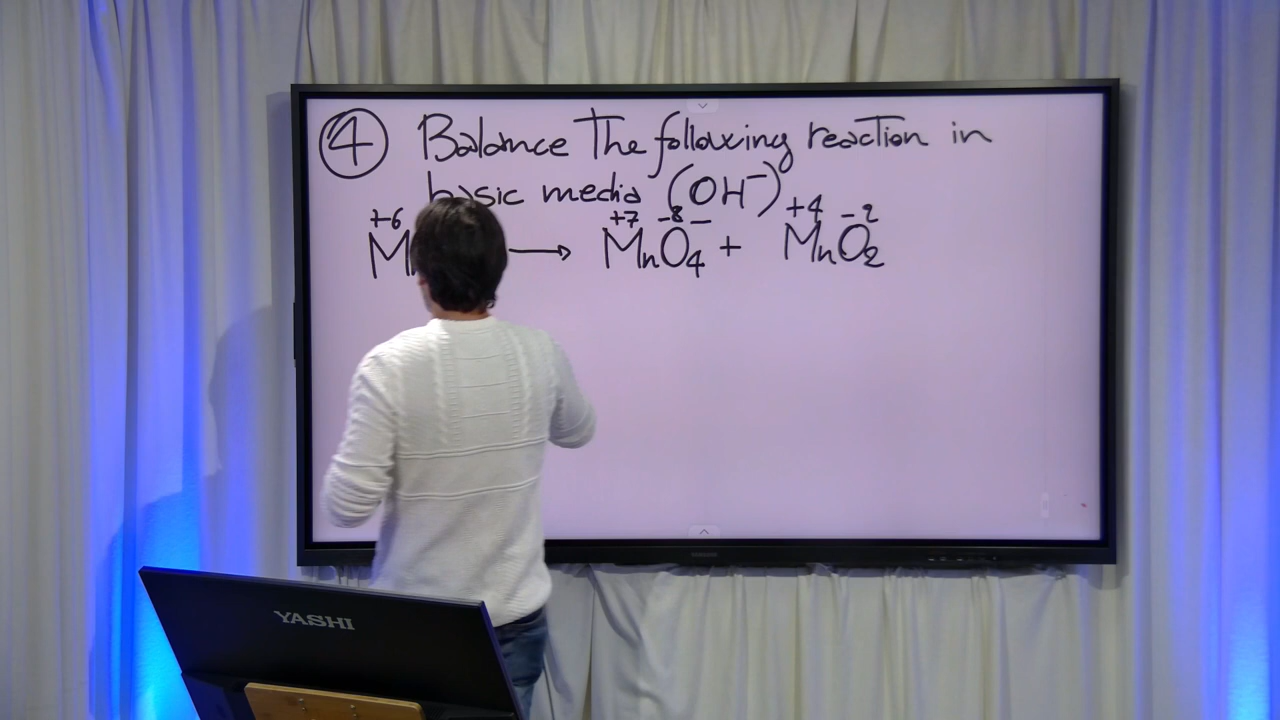 ④ Balance The following reaction in
basic media (OH⁻)
+6 +7 -8 +4 -2
M → MnO₄⁻ + MnO₂
YASHI